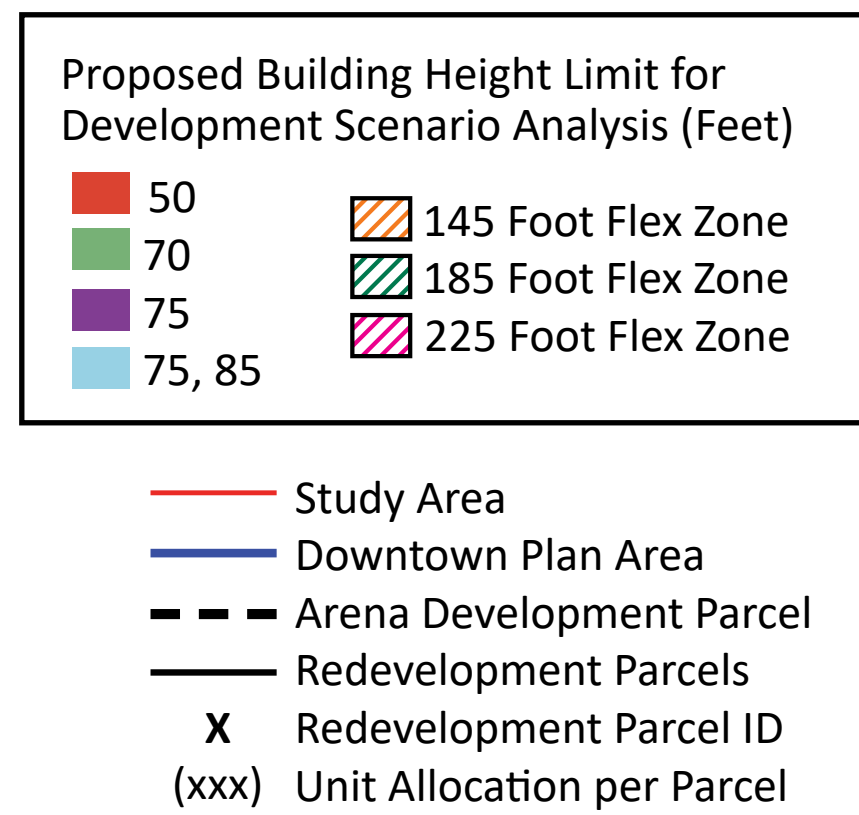 Proposed Building Height Limit for
Development Scenario Analysis (Feet)
50
70
75
75, 85
145 Foot Flex Zone
185 Foot Flex Zone
225 Foot Flex Zone
Study Area
Downtown Plan Area
Arena Development Parcel
Redevelopment Parcels
X Redevelopment Parcel ID
(xxx) Unit Allocation per Parcel